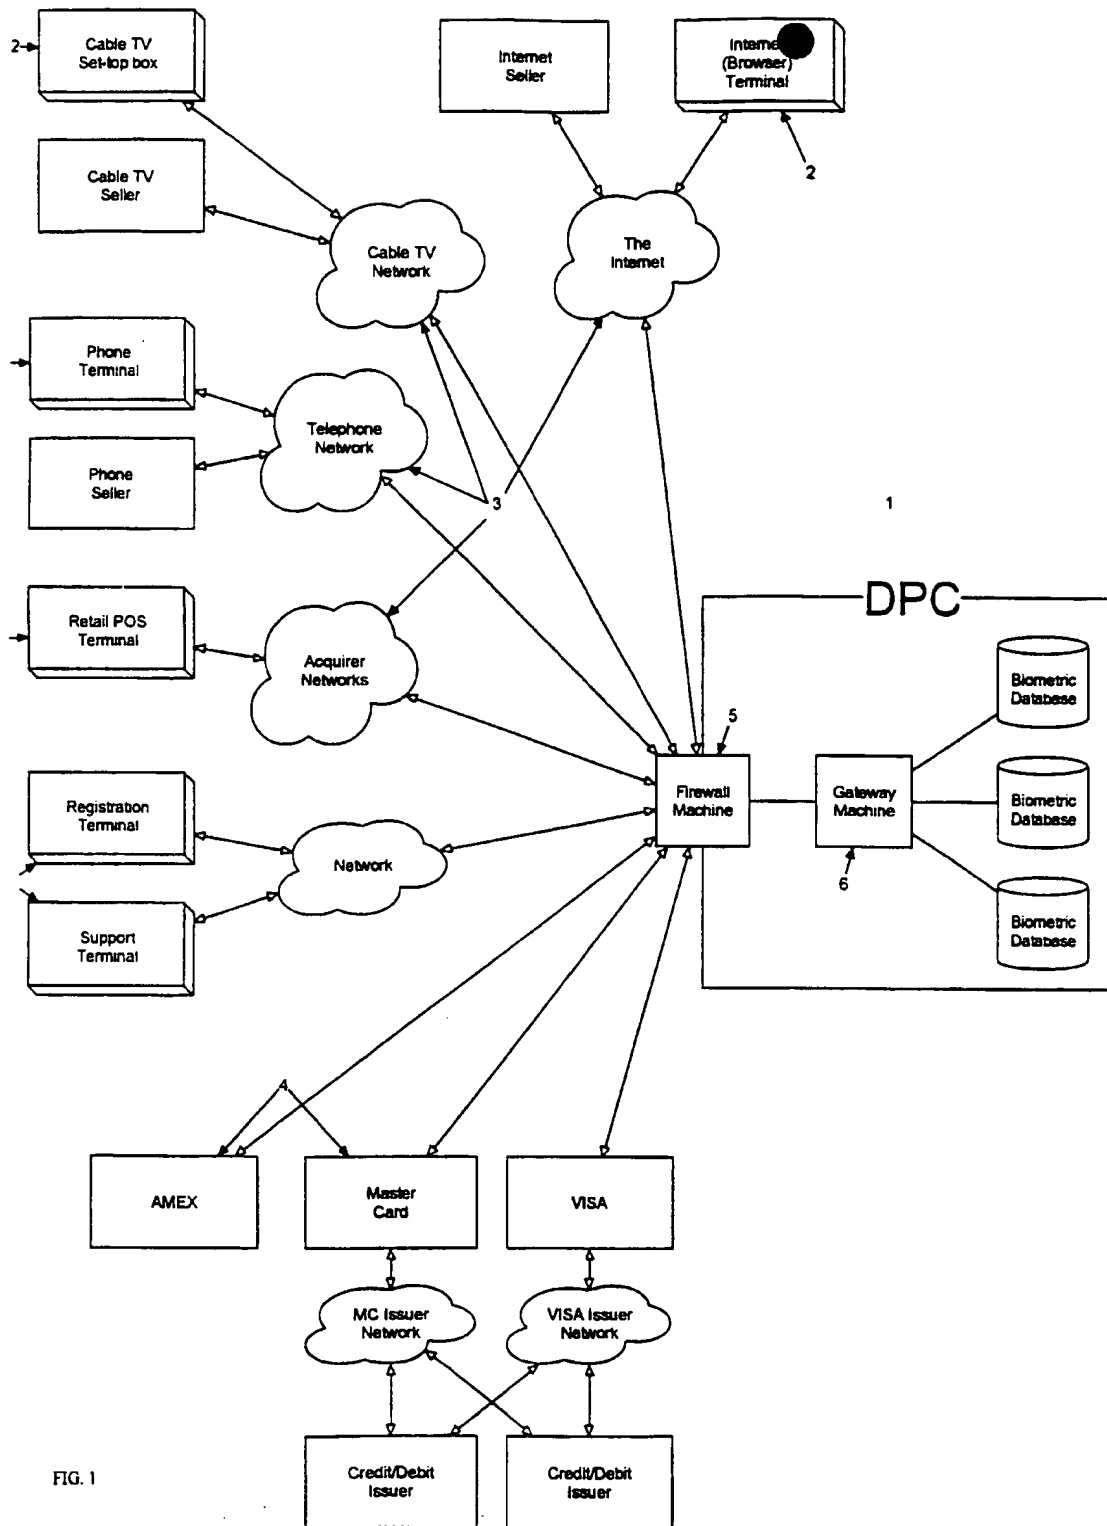 2
Cable TV
Set-top box
Internet
Seller
(Browser)
Terminal
2
Cable TV
Seller
Cable TV
Network
The
Internet
Phone
Terminal
Telephone
Network
Phone
Seller
3
1
DPC
Retail POS
Terminal
Acquirer
Networks
Biometric
Database
5
Firewall
Machine
Gateway
Machine
Biometric
Database
6
Registration
Terminal
Network
Support
Terminal
Biometric
Database
4
AMEX
Master
Card
VISA
MC Issuer
Network
VISA Issuer
Network
Credit/Debit
Issuer
Credit/Debit
Issuer
FIG. 1